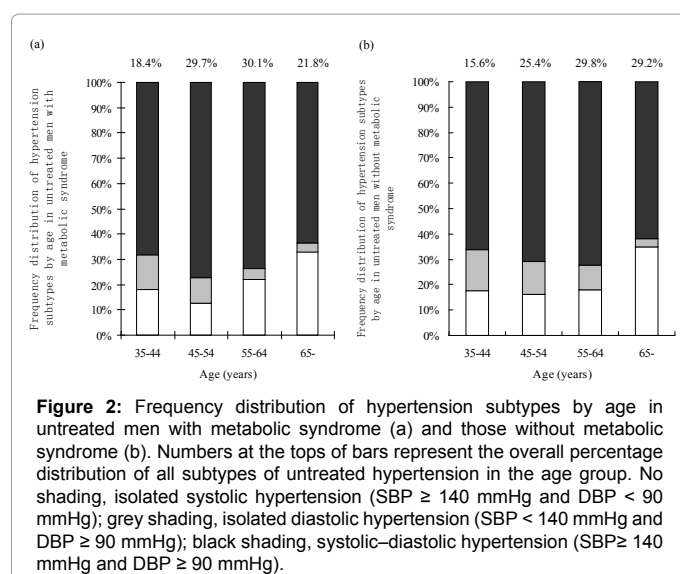 (a)
18.4% 29.7% 30.1% 21.8%
Frequency distribution of hypertension
subtypes by age in untreated men with
metabolic syndrome
100%
90%
80%
70%
60%
50%
40%
30%
20%
10%
0%
35-44 45-54 55-64 65-
Age (years)
(b)
15.6% 25.4% 29.8% 29.2%
Frequency distribution of hypertension subtypes
by age in untreated men without metabolic
syndrome
100%
90%
80%
70%
60%
50%
40%
30%
20%
10%
0%
35-44 45-54 55-64 65-
Age (years)
Figure 2: Frequency distribution of hypertension subtypes by age in
untreated men with metabolic syndrome (a) and those without metabolic
syndrome (b). Numbers at the tops of bars represent the overall percentage
distribution of all subtypes of untreated hypertension in the age group. No
shading, isolated systolic hypertension (SBP ≥ 140 mmHg and DBP < 90
mmHg); grey shading, isolated diastolic hypertension (SBP < 140 mmHg and
DBP ≥ 90 mmHg); black shading, systolic–diastolic hypertension (SBP≥ 140
mmHg and DBP ≥ 90 mmHg).